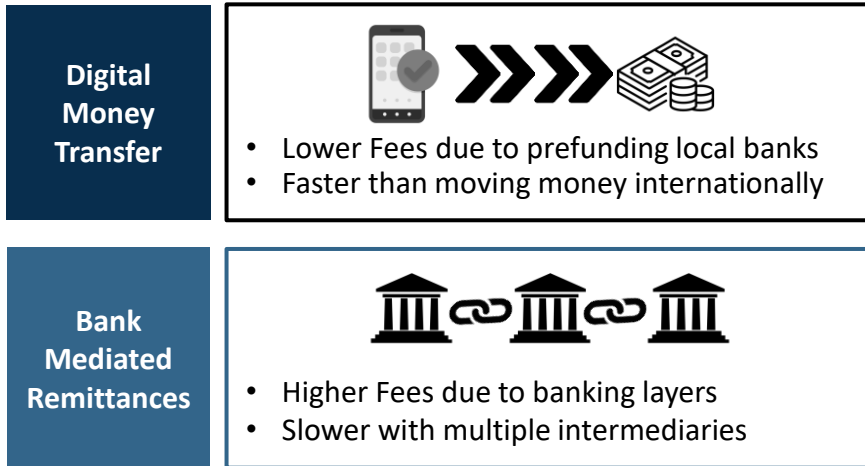 Digital
Money
Transfer
• Lower Fees due to prefunding local banks
• Faster than moving money internationally
Bank
Mediated
Remittances
• Higher Fees due to banking layers
• Slower with multiple intermediaries